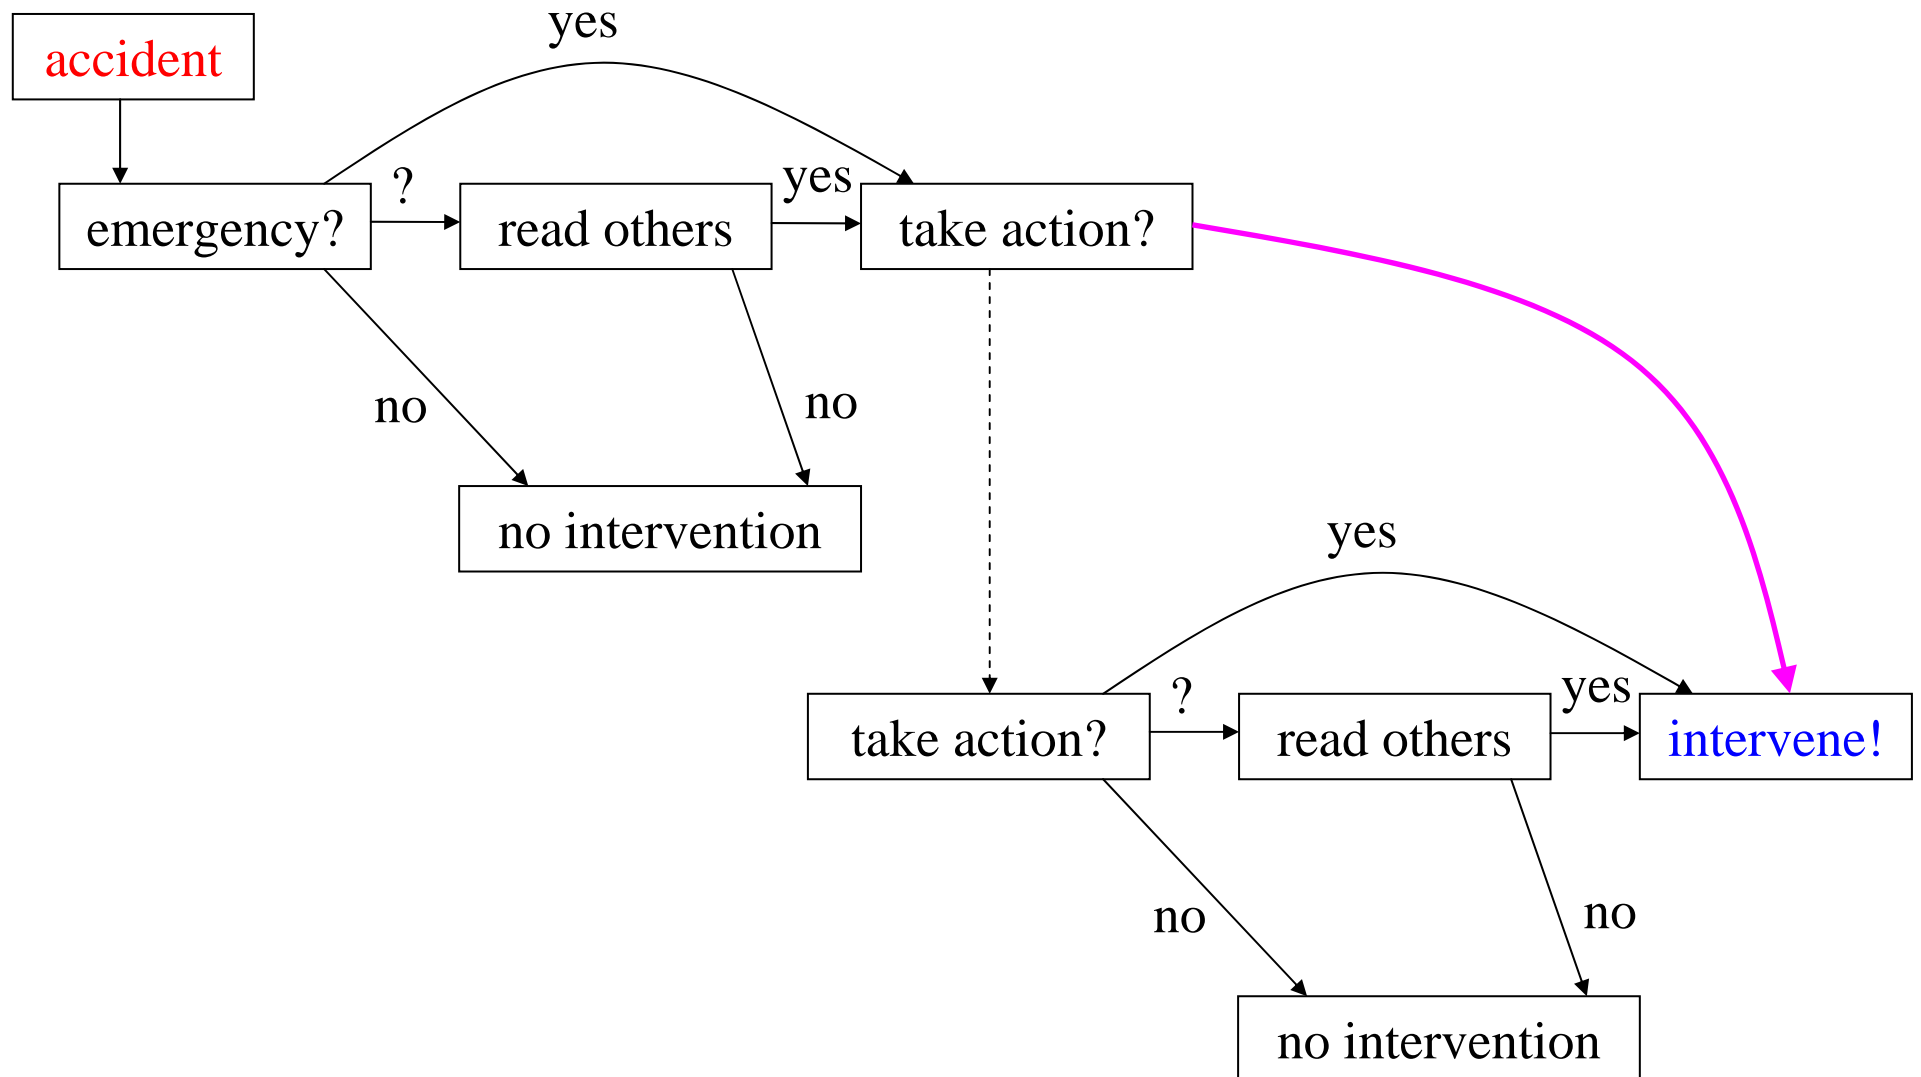 yes
accident
?
yes
emergency?
read others
take action?
no
no
no intervention
yes
?
yes
take action?
read others
intervene!
no
no
no intervention